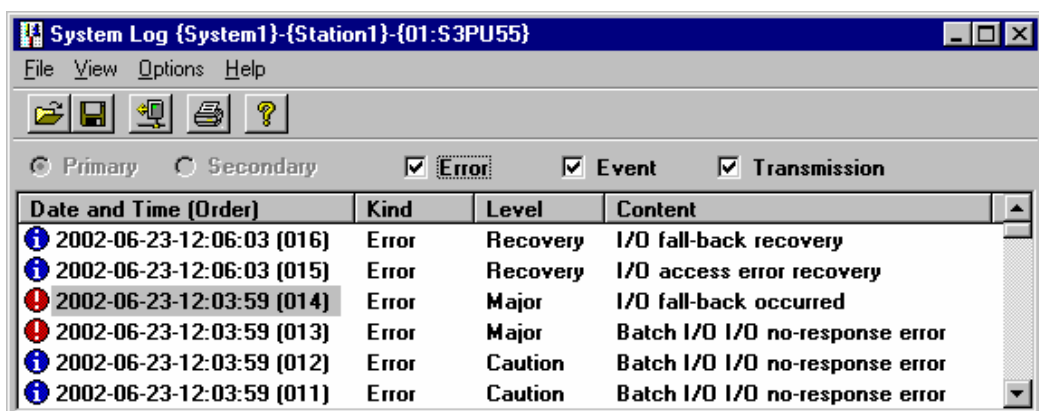 System Log {System1}-{Station1}-{01:S3PU55}
File View Options Help
Primary Secondary Error Event Transmission
Date and Time (Order) Kind Level Content
2002-06-23-12:06:03 (016) Error Recovery I/O fall-back recovery
2002-06-23-12:06:03 (015) Error Recovery I/O access error recovery
2002-06-23-12:03:59 (014) Error Major I/O fall-back occurred
2002-06-23-12:03:59 (013) Error Major Batch I/O I/O no-response error
2002-06-23-12:03:59 (012) Error Caution Batch I/O I/O no-response error
2002-06-23-12:03:59 (011) Error Caution Batch I/O I/O no-response error